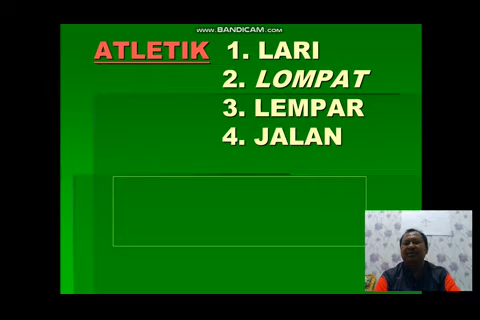 www.BANDICAM.com
ATLETIK 1. LARI
2. LOMPAT
3. LEMPAR
4. JALAN